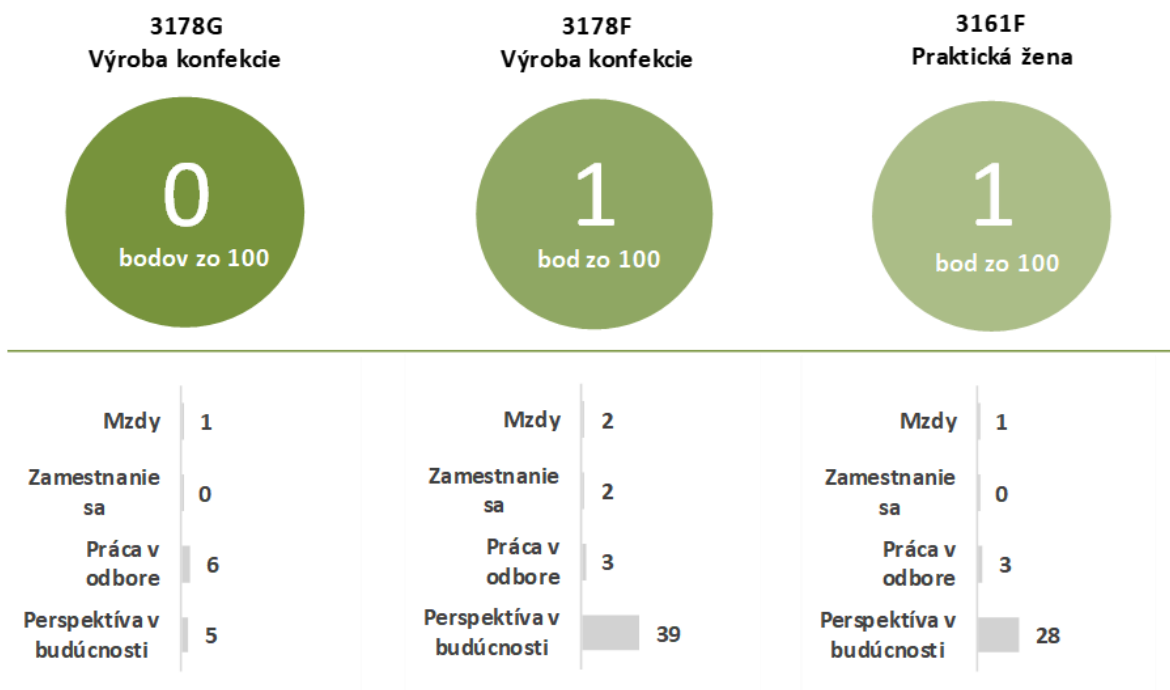 3178G
Výroba konfekcie
0
bodov zo 100
3178F
Výroba konfekcie
1
bod zo 100
3161F
Praktická žena
1
bod zo 100
Mzdy 1
Zamestnanie
sa 0
Práca v
odbore 6
Perspektíva v
budúcnosti 5
Mzdy 2
Zamestnanie
sa 2
Práca v
odbore 3
Perspektíva v
budúcnosti 39
Mzdy 1
Zamestnanie
sa 0
Práca v
odbore 3
Perspektíva v
budúcnosti 28